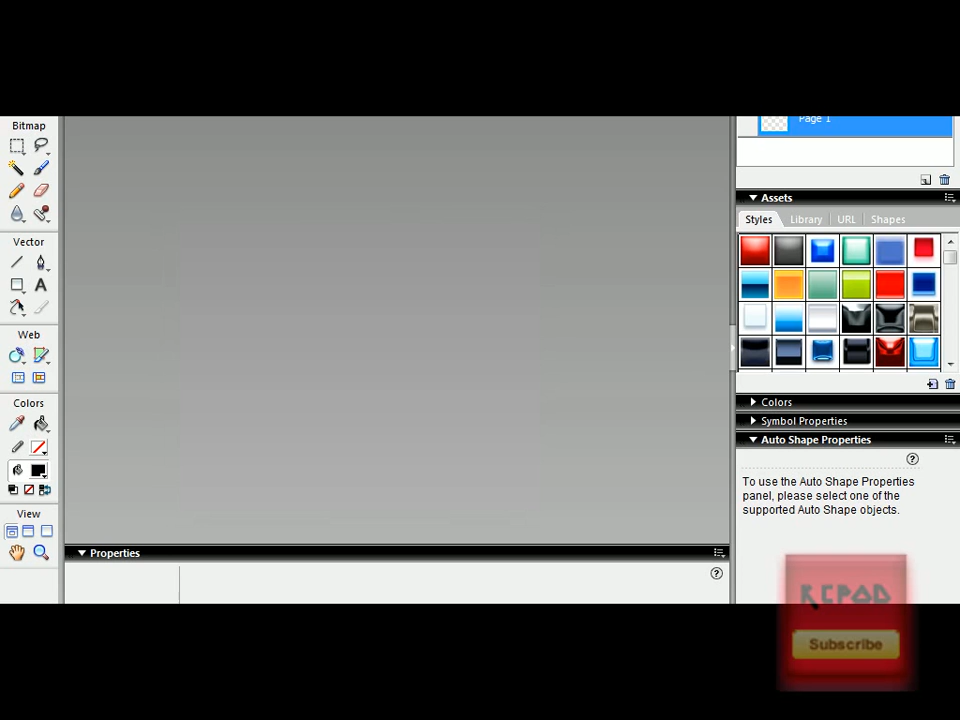 Bitmap
Vector
A
Web
Colors
View
Page 1
Assets
Styles Library URL Shapes
Colors
Symbol Properties
Auto Shape Properties
?
To use the Auto Shape Properties
panel, please select one of the
supported Auto Shape objects.
Properties
?
REPOD
Subscribe